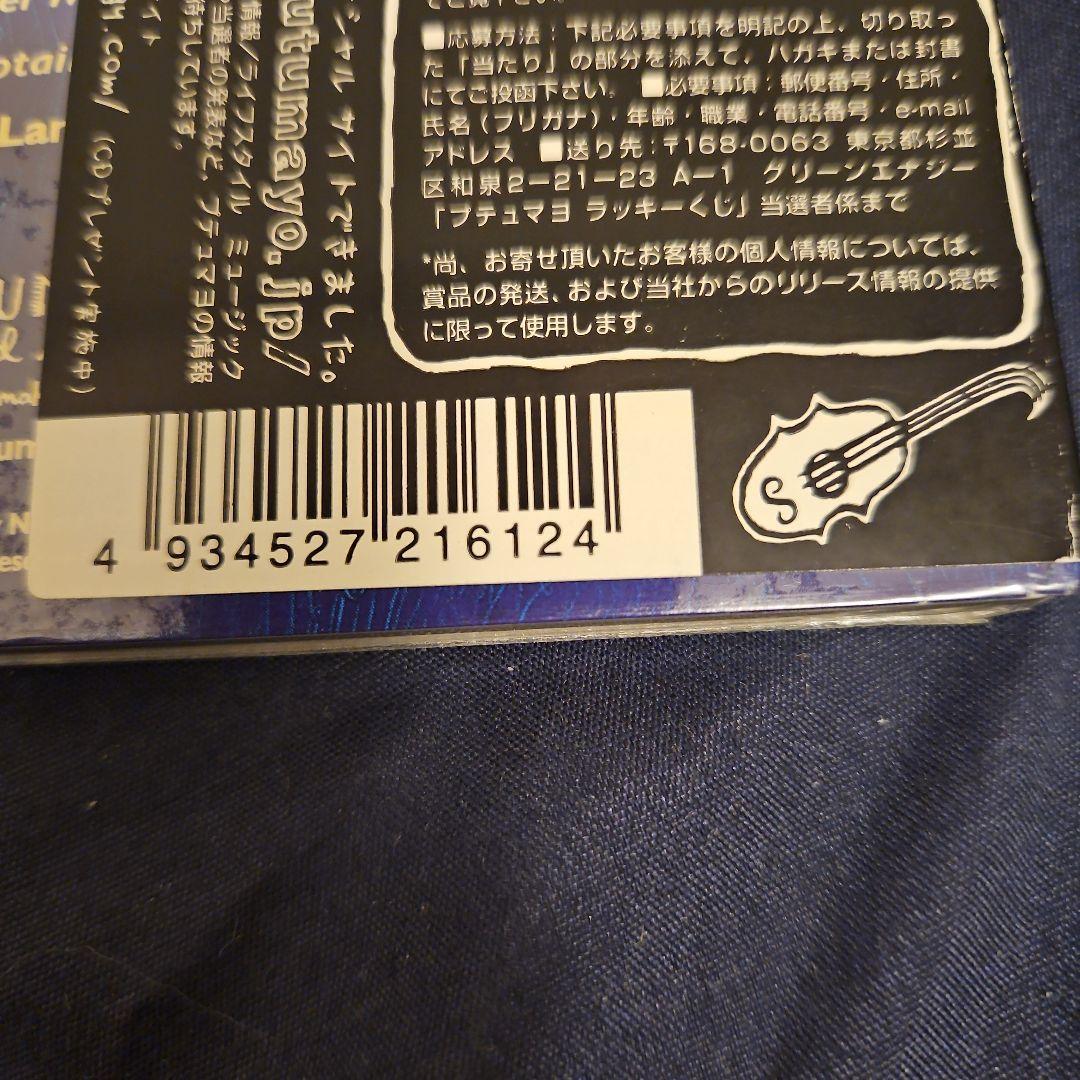 ■応募方法：下記必要事項を明記の上、切り取っ
た「当たり」の部分を添えて、ハガキまたは封書
にてご投函下さい。■必要事項：郵便番号・住所・
氏名（フリガナ）・年齢・職業・電話番号・e-mail
アドレス ■送り先：〒168-0063 東京都杉並
区和泉2-21-23 A-1 グリーンエナジー
「プテュマヨ ラッキーくじ」当選者係まで
*尚、お寄せ頂いたお客様の個人情報については、
賞品の発送、および当社からのリリース情報の提供
に限って使用します。
シャル サイトできました。
utumayo.jp/
情報/ライフスタイル ミュージック
当選者の発表など、プテュマヨの情報
待ちしています。
イト
.com/ (CDプレゼント実施中)
4 934527 216124
S